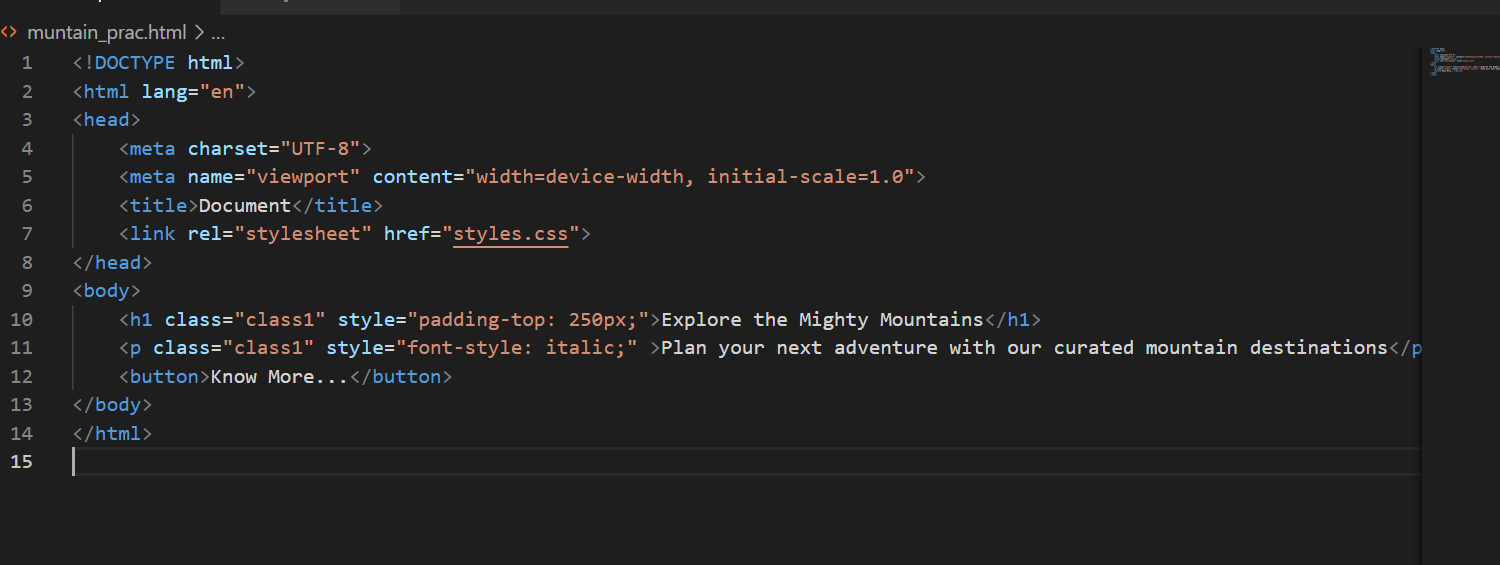 muntain_prac.html > ...
1 <!DOCTYPE html>
2 <html lang="en">
3 <head>
4     <meta charset="UTF-8">
5     <meta name="viewport" content="width=device-width, initial-scale=1.0">
6     <title>Document</title>
7     <link rel="stylesheet" href="styles.css">
8 </head>
9 <body>
10     <h1 class="class1" style="padding-top: 250px;">Explore the Mighty Mountains</h1>
11     <p class="class1" style="font-style: italic;" >Plan your next adventure with our curated mountain destinations</p
12     <button>Know More...</button>
13 </body>
14 </html>
15